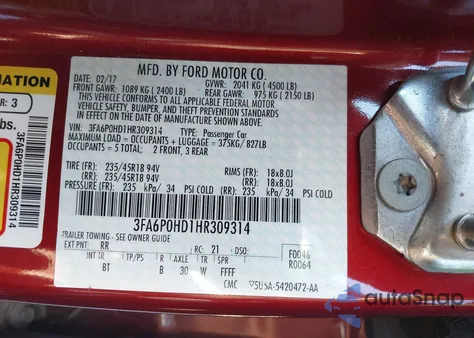 MFD. BY FORD MOTOR CO.
DATE: 02/17 GVWR: 2041 KG ( 4500 LB)
FRONT GAWR: 1089 KG ( 2400 LB) REAR GAWR: 975 KG ( 2150 LB)
THIS VEHICLE CONFORMS TO ALL APPLICABLE FEDERAL MOTOR
VEHICLE SAFETY, BUMPER, AND THEFT PREVENTION STANDARDS
IN EFFECT ON THE DATE OF MANUFACTURE SHOWN ABOVE.
VIN: 3FA6P0HD1HR309314 TYPE: Passenger Car
MAXIMUM LOAD = OCCUPANTS + LUGGAGE = 375KG/ 827LB
OCCUPANTS = 5 TOTAL; 2 FRONT, 3 REAR
TIRE (FR): 235/45R18 94V RIMS (FR): 18x8.0J
(RR): 235/45R18 94V (RR): 18x8.0J
PRESSURE (FR) 235 kPa/ 34 PSI COLD (RR) 235 kPa/ 34 PSI COLD
3FA6P0HD1HR309314
TRAILER TOWING - SEE OWNER GUIDE
EXT PNT: RR RC: 21 DSO: F0046
R0064
INT TR TP/PS R AXLE TR SPR
BT B 30 W FFFF
CMC
5U5A-5420472-AA
MATION
R: 3
lbs.
3FA6P0HD1HR309314
autoSnap